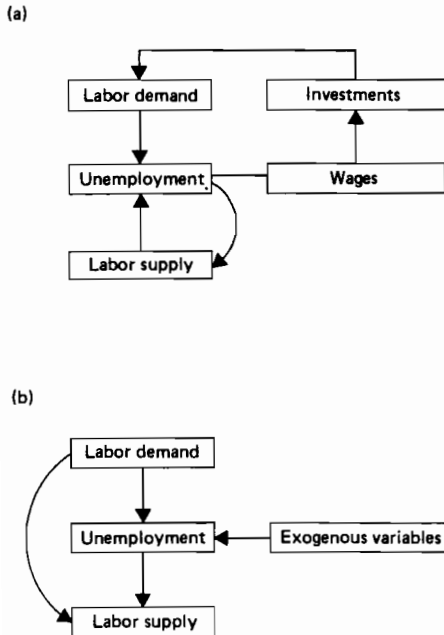 (a)
Labor demand
Investments
Unemployment
Wages
Labor supply
(b)
Labor demand
Unemployment
Exogenous variables
Labor supply